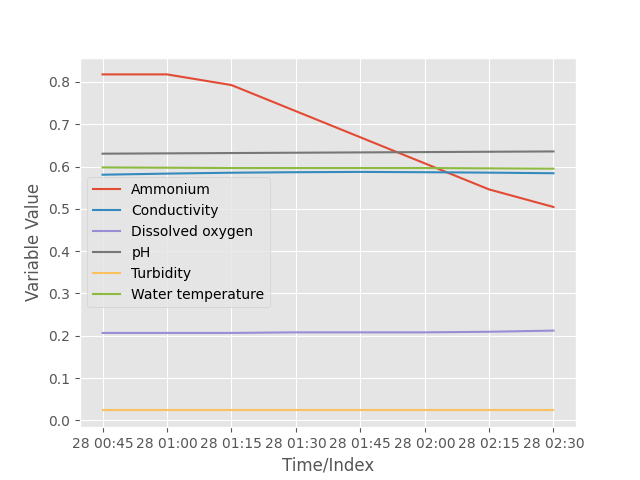 0.8
0.7
0.6
0.5
0.4
0.3
0.2
0.1
0.0
Variable Value
Ammonium
Conductivity
Dissolved oxygen
pH
Turbidity
Water temperature
28 00:45 28 01:00 28 01:15 28 01:30 28 01:45 28 02:00 28 02:15 28 02:30
Time/Index